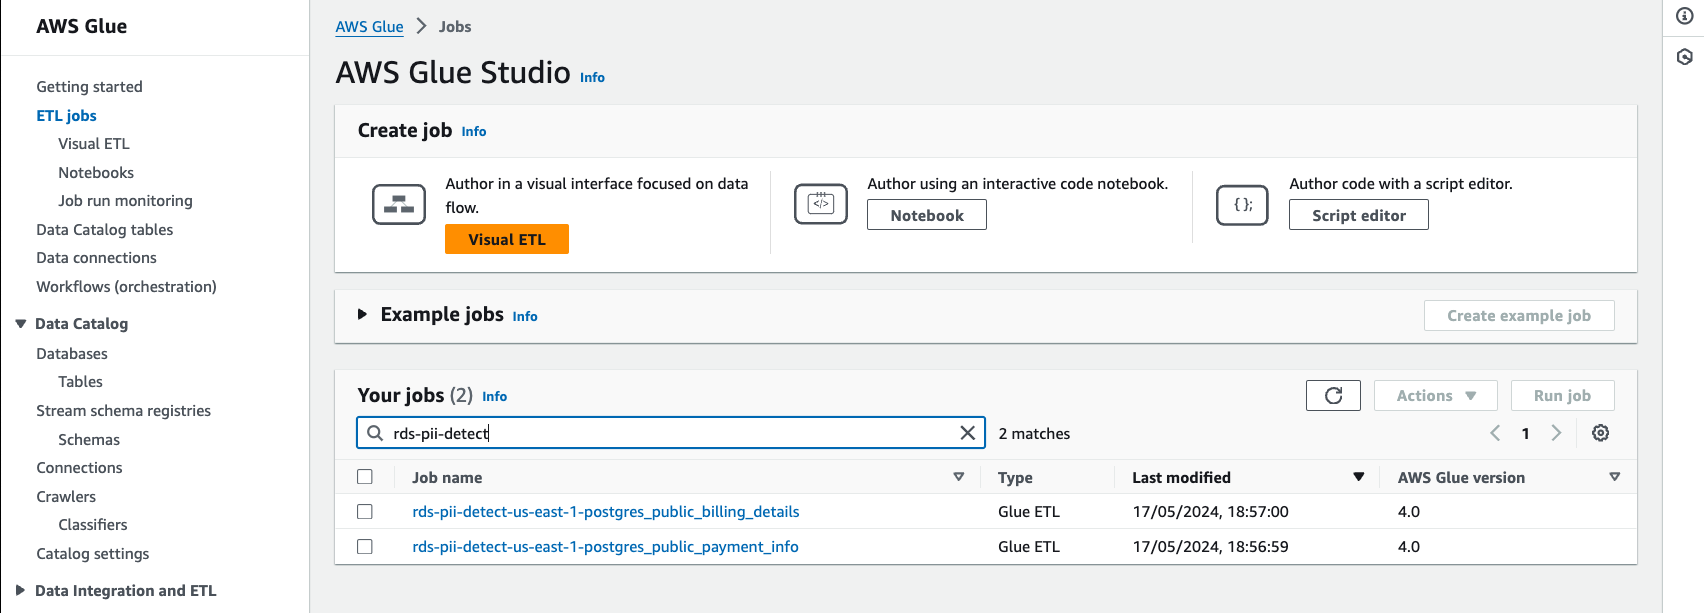 AWS Glue
Getting started
ETL jobs
Visual ETL
Notebooks
Job run monitoring
Data Catalog tables
Data connections
Workflows (orchestration)
Data Catalog
Databases
Tables
Stream schema registries
Schemas
Connections
Crawlers
Classifiers
Catalog settings
Data Integration and ETL
AWS Glue > Jobs
AWS Glue Studio Info
Create job Info
Author in a visual interface focused on data
flow.
Visual ETL
</>
Author using an interactive code notebook.
Notebook
{ };
Author code with a script editor.
Script editor
Example jobs Info
Create example job
Your jobs (2) Info
Actions
Run job
rds-pii-detect
2 matches
1
Job name Type Last modified AWS Glue version
rds-pii-detect-us-east-1-postgres_public_billing_details Glue ETL 17/05/2024, 18:57:00 4.0
rds-pii-detect-us-east-1-postgres_public_payment_info Glue ETL 17/05/2024, 18:56:59 4.0